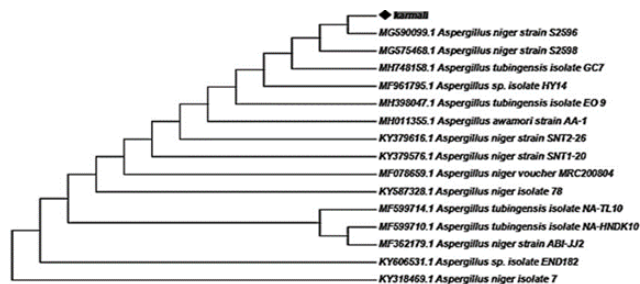 karmali
MG590099.1 Aspergillus niger strain S2596
MG575468.1 Aspergillus niger strain S2598
MH748158.1 Aspergillus tubingensis isolate GC7
MF961795.1 Aspergillus sp. isolate HY14
MH398047.1 Aspergillus tubingensis isolate EO 9
MH011355.1 Aspergillus awamori strain AA-1
KY379616.1 Aspergillus niger strain SNT2-26
KY379576.1 Aspergillus niger strain SNT1-20
MF078659.1 Aspergillus niger voucher MRC200804
KY587328.1 Aspergillus niger isolate 78
MF599714.1 Aspergillus tubingensis isolate NA-TL10
MF599710.1 Aspergillus tubingensis isolate NA-HNDK10
MF362179.1 Aspergillus niger strain ABI-JJ2
KY606531.1 Aspergillus sp. isolate END182
KY318469.1 Aspergillus niger isolate 7